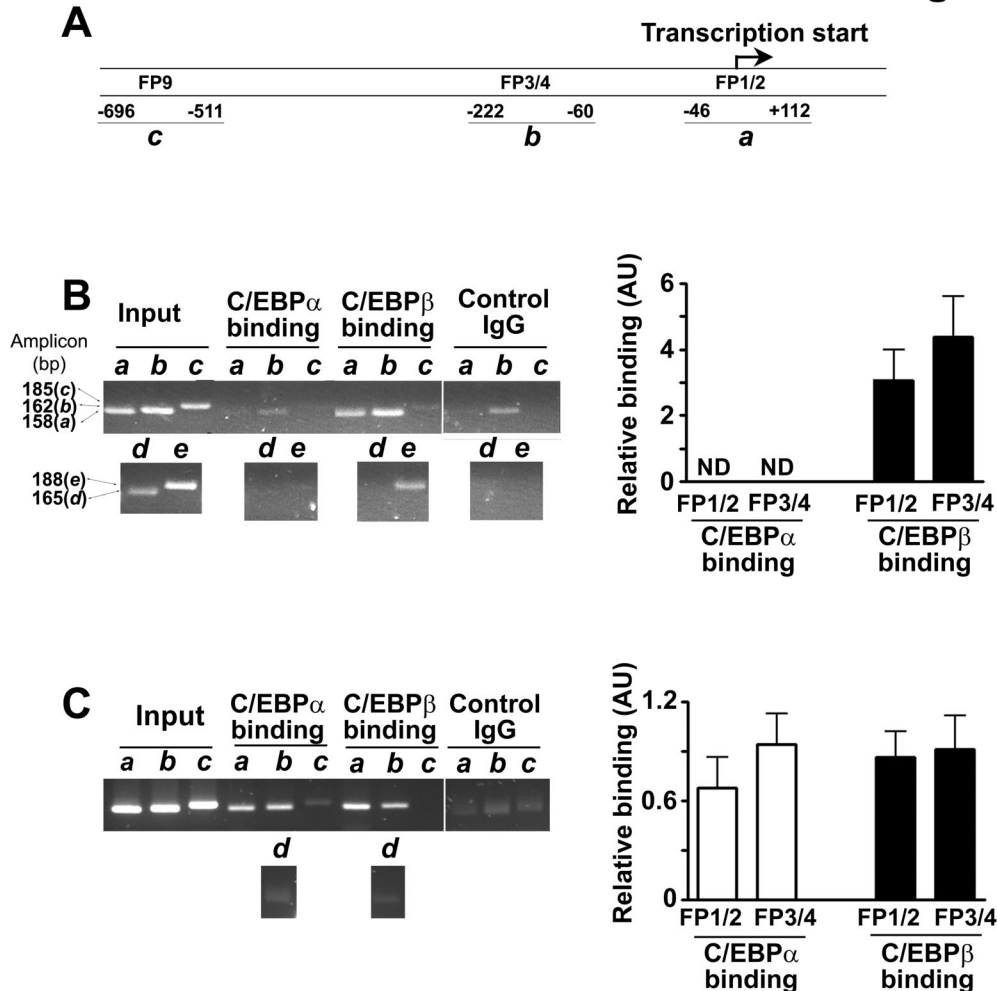 A
Transcription start
FP9 FP3/4 FP1/2
-696 -511 -222 -60 -46 +112
c b a
B
Input C/EBPα binding C/EBPβ binding Control IgG
Amplicon (bp)
a b c a b c a b c a b c
185(c)
162(b)
158(a)
d e d e d e d e
188(e)
165(d)
Relative binding (AU)
6
4
2
0
ND ND
FP1/2 FP3/4 FP1/2 FP3/4
C/EBPα binding C/EBPβ binding
C
Input C/EBPα binding C/EBPβ binding Control IgG
a b c a b c a b c a b c
d d
Relative binding (AU)
1.2
0.6
0
FP1/2 FP3/4 FP1/2 FP3/4
C/EBPα binding C/EBPβ binding